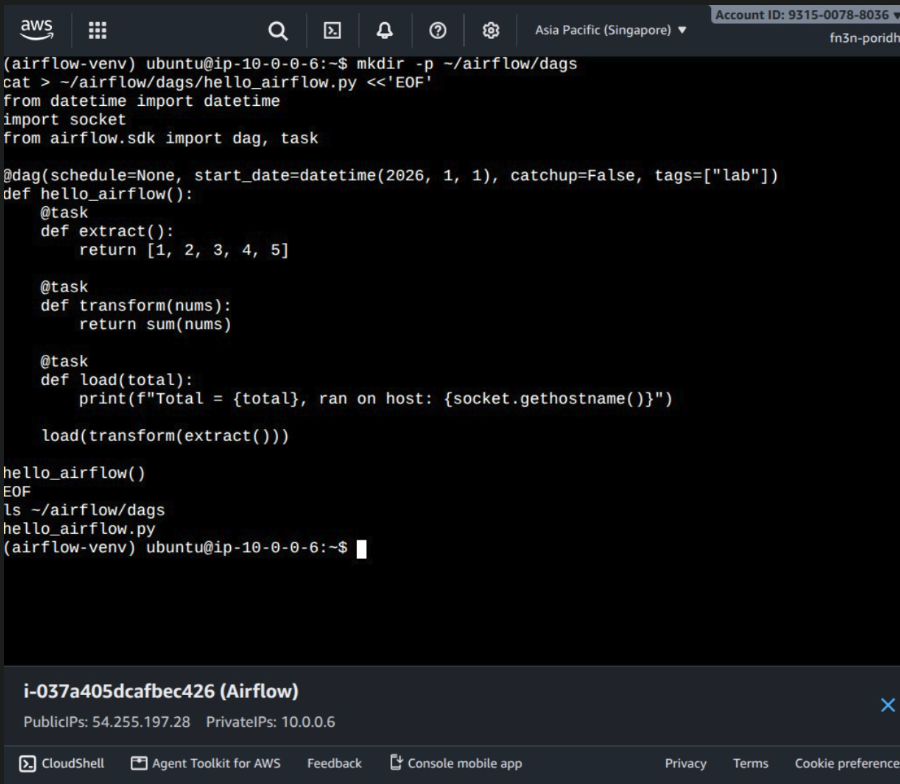 aws
Asia Pacific (Singapore) ▼
Account ID: 9315-0078-8036 ▼
fn3n-poridh
(airflow-venv) ubuntu@ip-10-0-0-6:~$ mkdir -p ~/airflow/dags
cat > ~/airflow/dags/hello_airflow.py <<'EOF'
from datetime import datetime
import socket
from airflow.sdk import dag, task

@dag(schedule=None, start_date=datetime(2026, 1, 1), catchup=False, tags=["lab"])
def hello_airflow():
    @task
    def extract():
        return [1, 2, 3, 4, 5]

    @task
    def transform(nums):
        return sum(nums)

    @task
    def load(total):
        print(f"Total = {total}, ran on host: {socket.gethostname()}")

    load(transform(extract()))

hello_airflow()
EOF
ls ~/airflow/dags
hello_airflow.py
(airflow-venv) ubuntu@ip-10-0-0-6:~$
i-037a405dcafbec426 (Airflow)
PublicIPs: 54.255.197.28 PrivateIPs: 10.0.0.6
CloudShell Agent Toolkit for AWS Feedback Console mobile app Privacy Terms Cookie preference